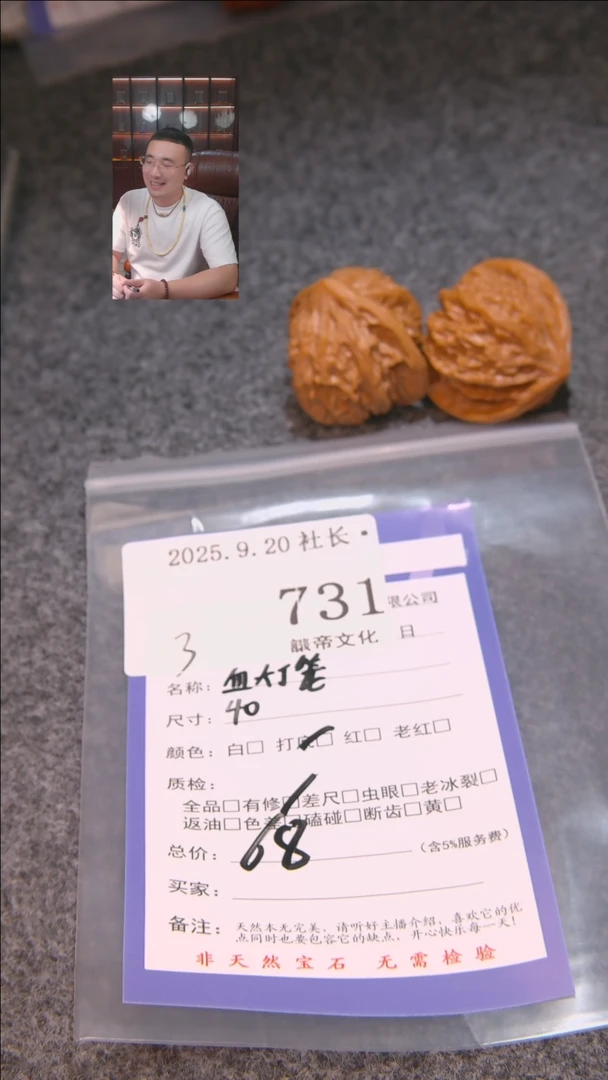 2025.9.20 社长
731
限公司
臓帝文化 日
3
名称：血大灯笼
尺寸：40
颜色：白□ 打底□ 红□ 老红□
质检：
全品□有修□差尺□虫眼□老冰裂□
返油□色差□磕碰□断齿□黄□
总价：68（含5%服务费）
买家：
备注：天然本无完美，请听好主播介绍，喜欢它的优
点同时也要包容它的缺点，开心快乐每一天！
非天然宝石 无需检验